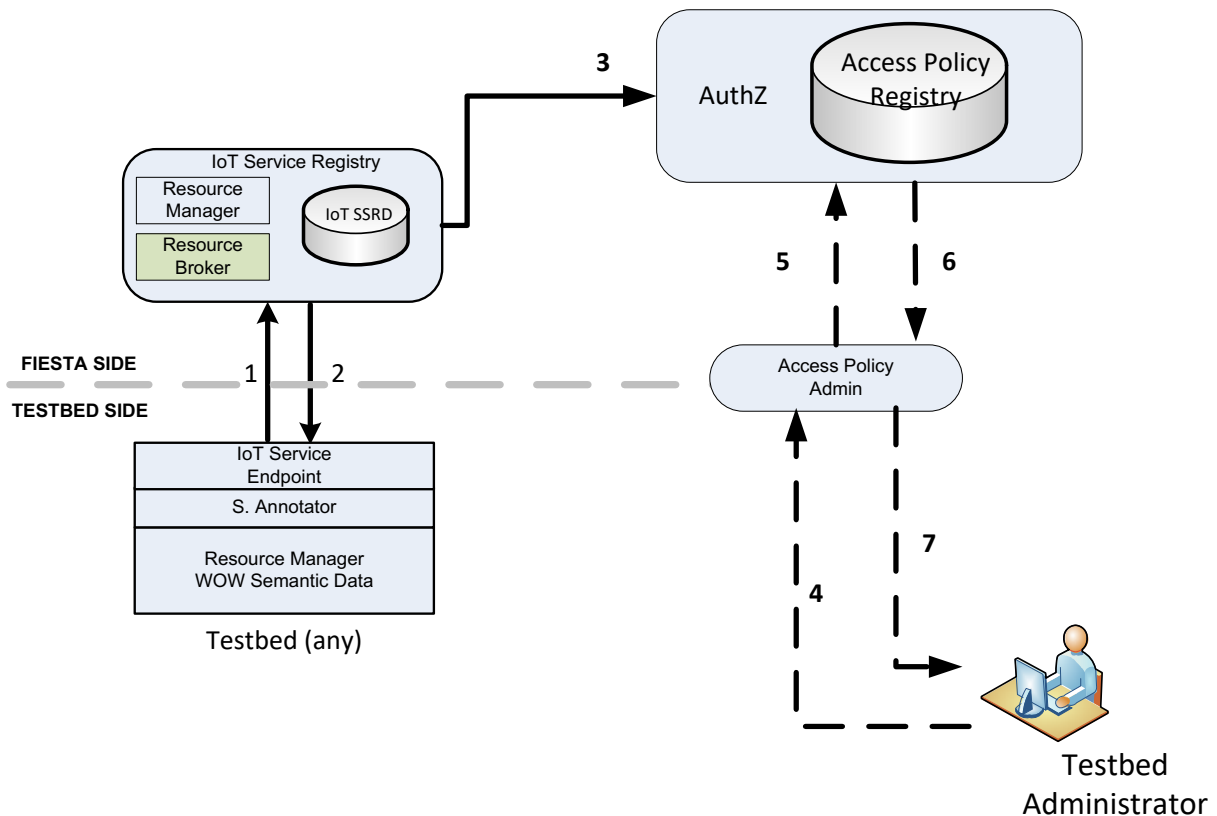 3
AuthZ
Access Policy
Registry
IoT Service Registry
Resource
Manager
IoT SSRD
Resource
Broker
5
6
FIESTA SIDE
1
2
TESTBED SIDE
Access Policy
Admin
IoT Service
Endpoint
S. Annotator
Resource Manager
WOW Semantic Data
Testbed (any)
7
4
Testbed
Administrator